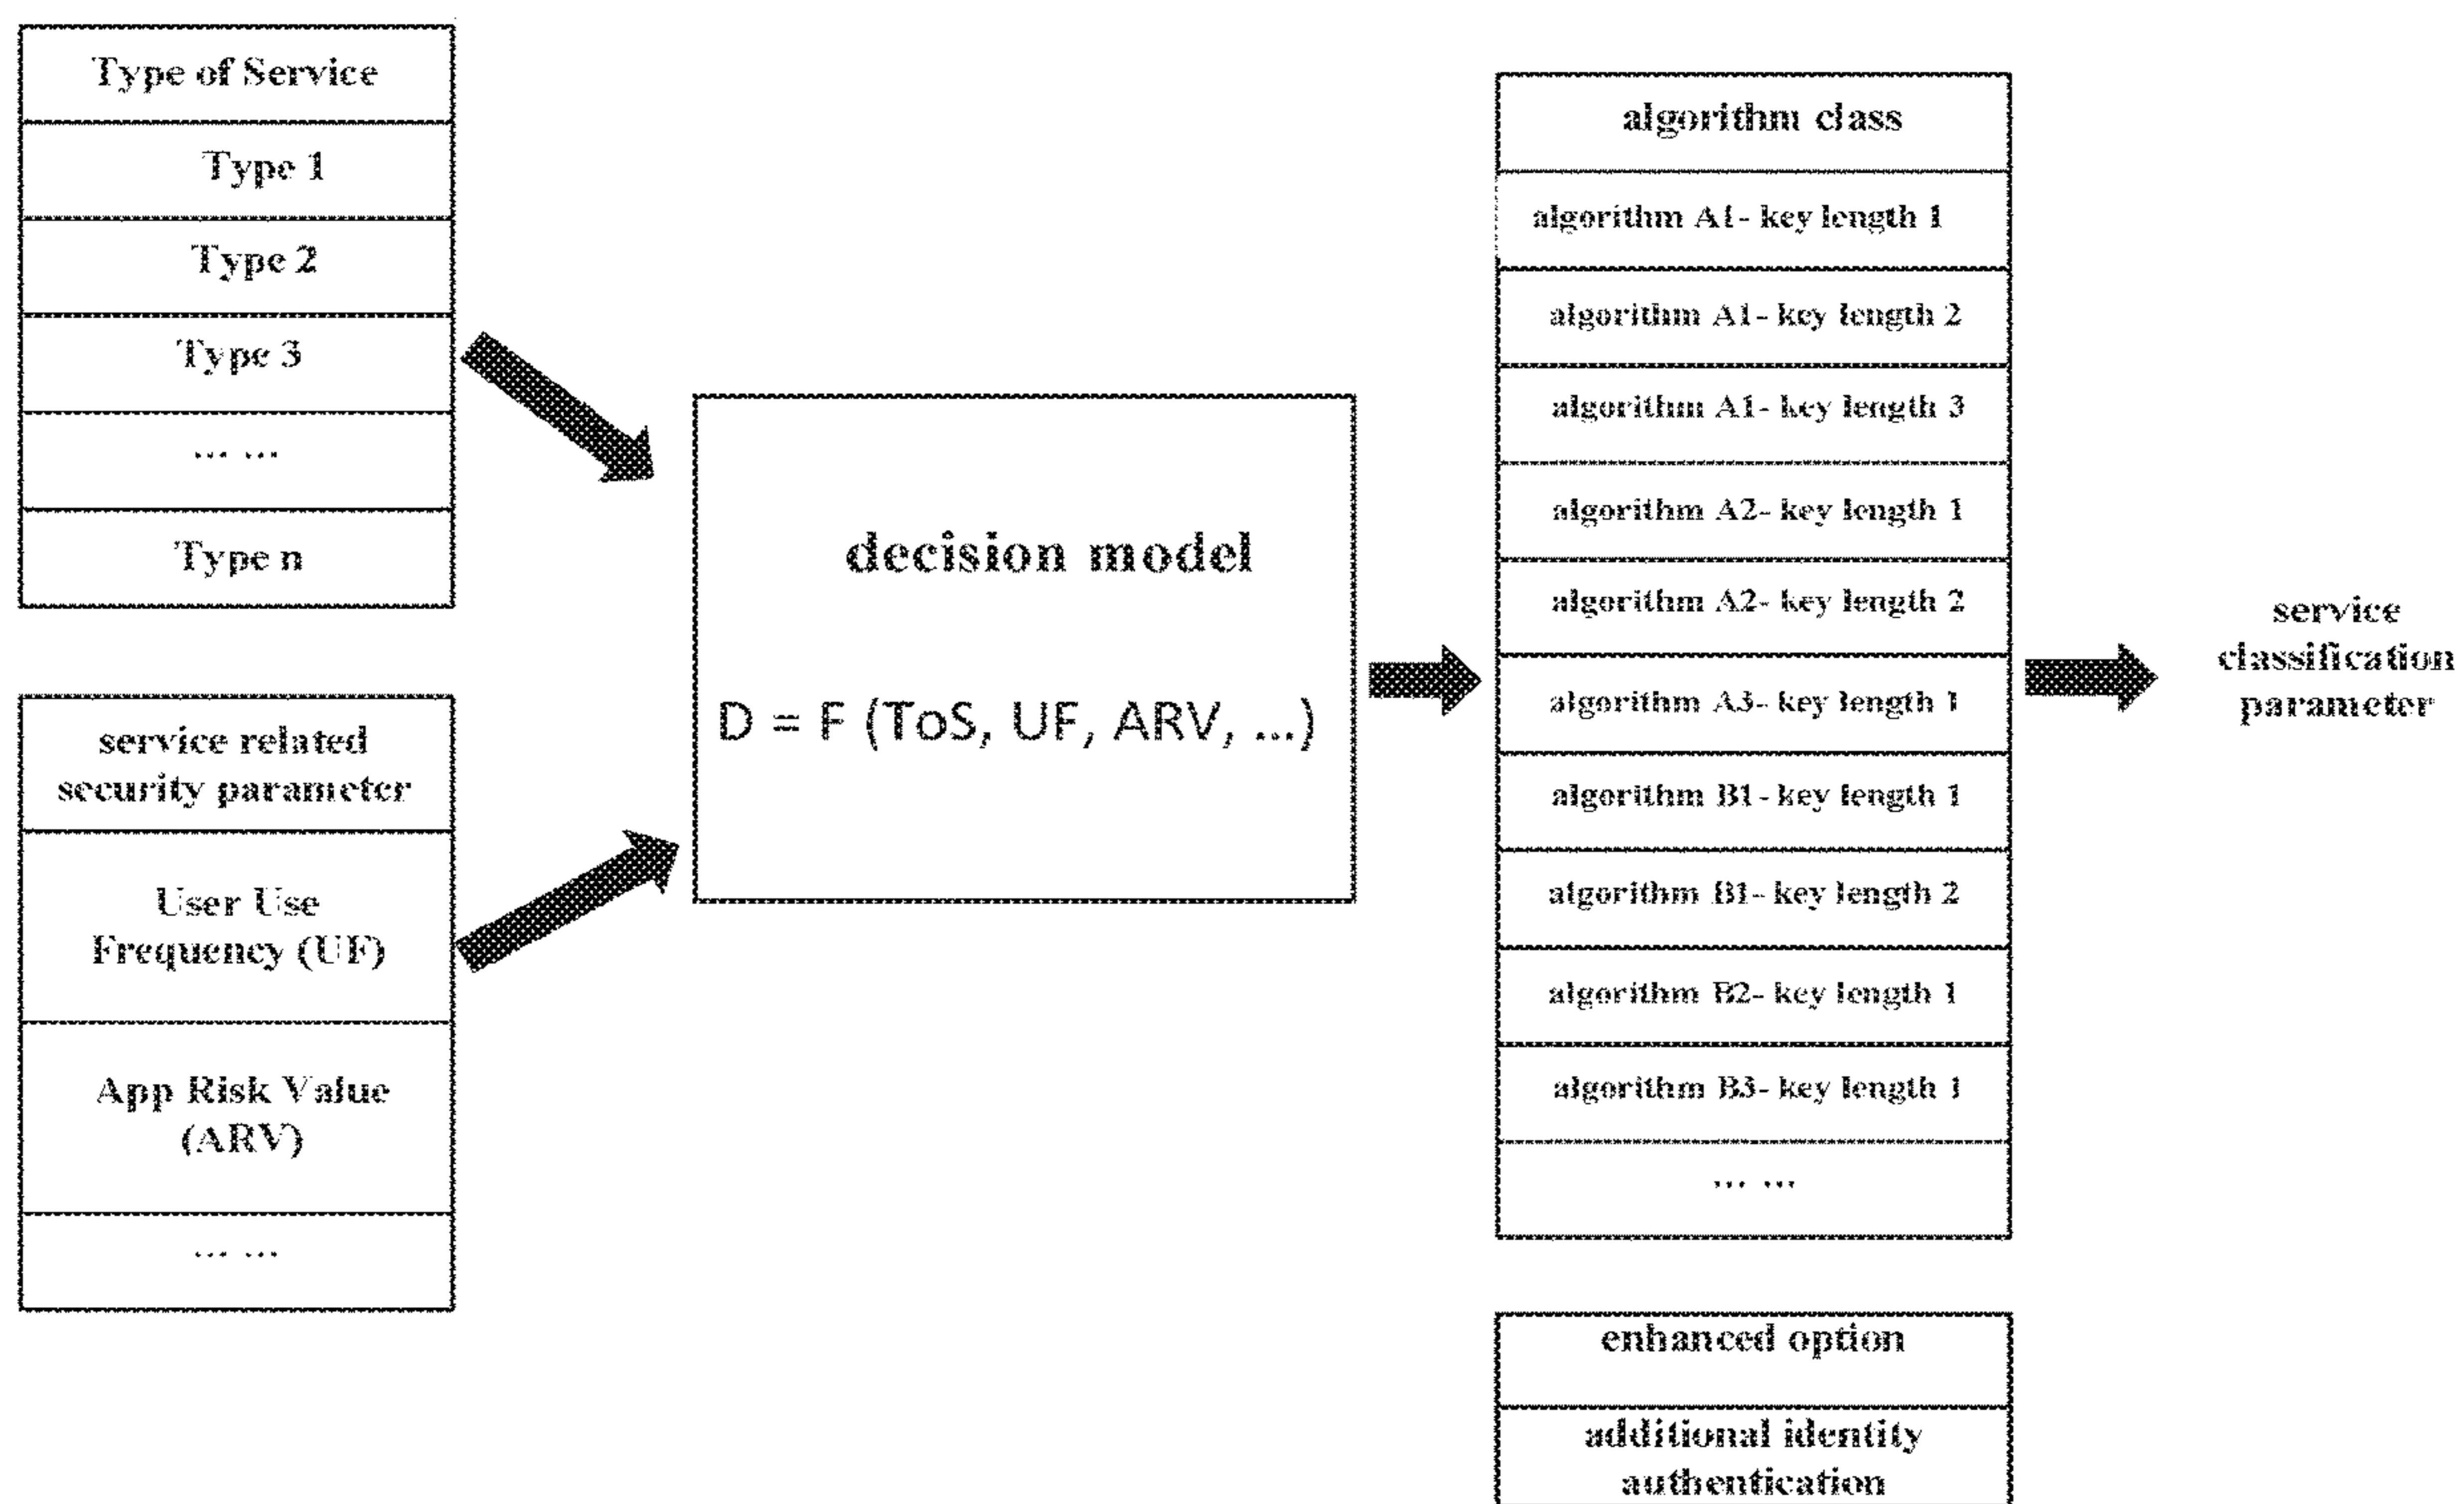 Type of Service
Type 1
Type 2
Type 3
... ...
Type n
service related
security parameter
User Use
Frequency (UF)
App Risk Value
(ARV)
... ...
decision model
D = F (ToS, UF, ARV, ...)
algorithm class
algorithm A1- key length 1
algorithm A1- key length 2
algorithm A1- key length 3
algorithm A2- key length 1
algorithm A2- key length 2
algorithm A3- key length 1
algorithm B1- key length 1
algorithm B1- key length 2
algorithm B2- key length 1
algorithm B3- key length 1
... ...
enhanced option
additional identity
authentication
service
classification
parameter